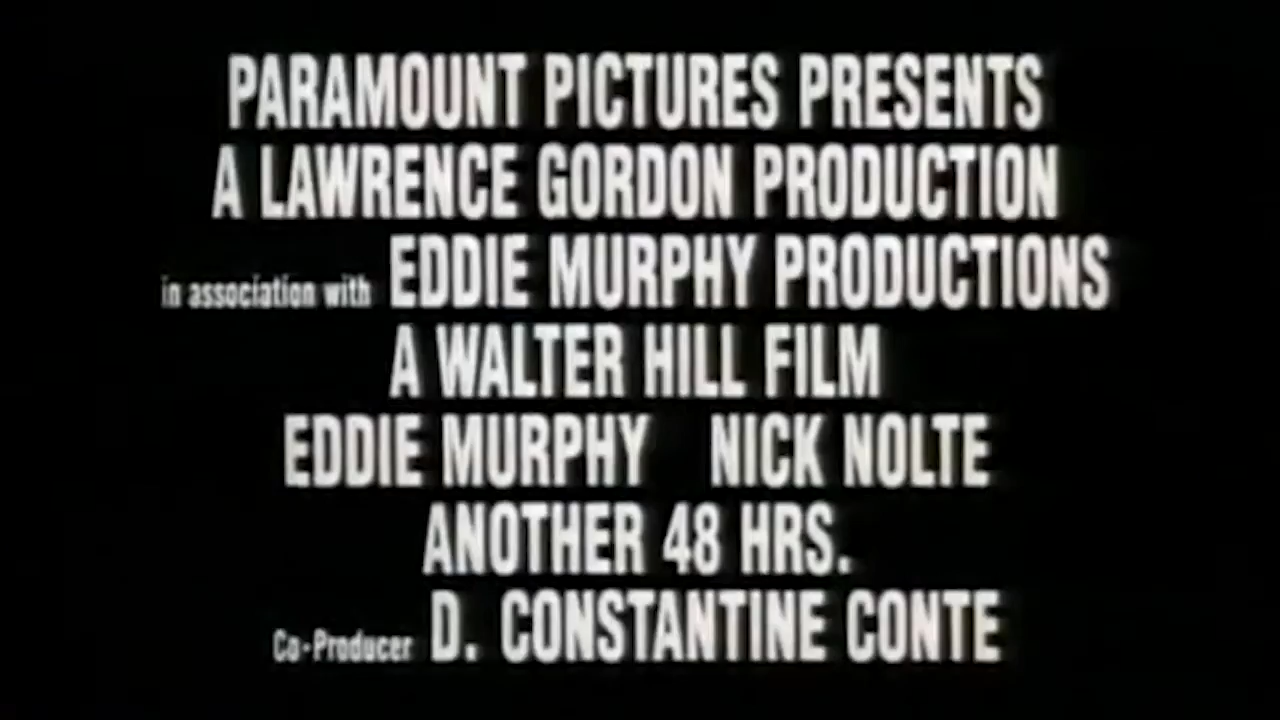 PARAMOUNT PICTURES PRESENTS
A LAWRENCE GORDON PRODUCTION
in association with EDDIE MURPHY PRODUCTIONS
A WALTER HILL FILM
EDDIE MURPHY NICK NOLTE
ANOTHER 48 HRS.
Co-Producer D. CONSTANTINE CONTE